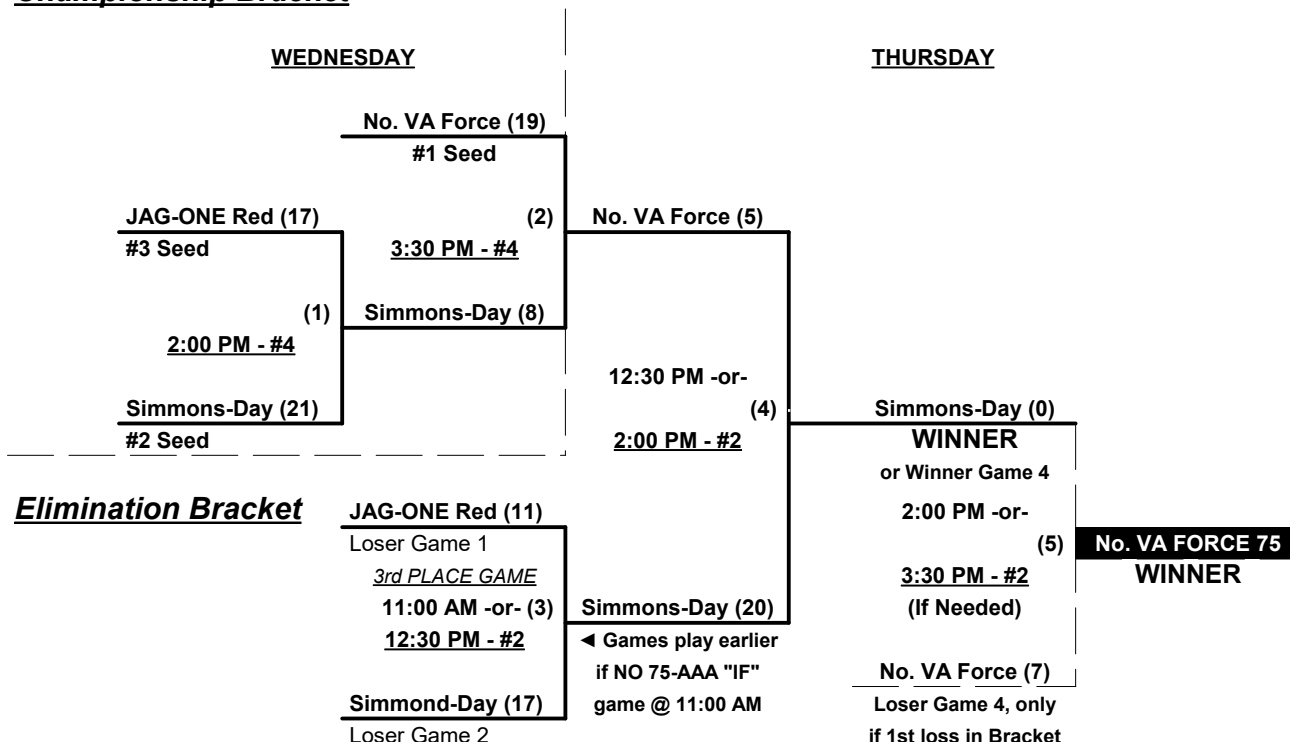 Championship Bracket
WEDNESDAY
THURSDAY
No. VA Force (19)
#1 Seed
JAG-ONE Red (17)
#3 Seed
(2)
3:30 PM - #4
No. VA Force (5)
(1)
2:00 PM - #4
Simmons-Day (8)
Simmons-Day (21)
#2 Seed
12:30 PM -or-
(4)
2:00 PM - #2
Simmons-Day (0)
WINNER
or Winner Game 4
2:00 PM -or-
(5)
3:30 PM - #2
(If Needed)
No. VA FORCE 75
WINNER
Elimination Bracket
JAG-ONE Red (11)
Loser Game 1
3rd PLACE GAME
11:00 AM -or- (3)
12:30 PM - #2
Simmons-Day (20)
◄ Games play earlier
if NO 75-AAA "IF"
game @ 11:00 AM
Simmond-Day (17)
Loser Game 2
No. VA Force (7)
Loser Game 4, only
if 1st loss in Bracket